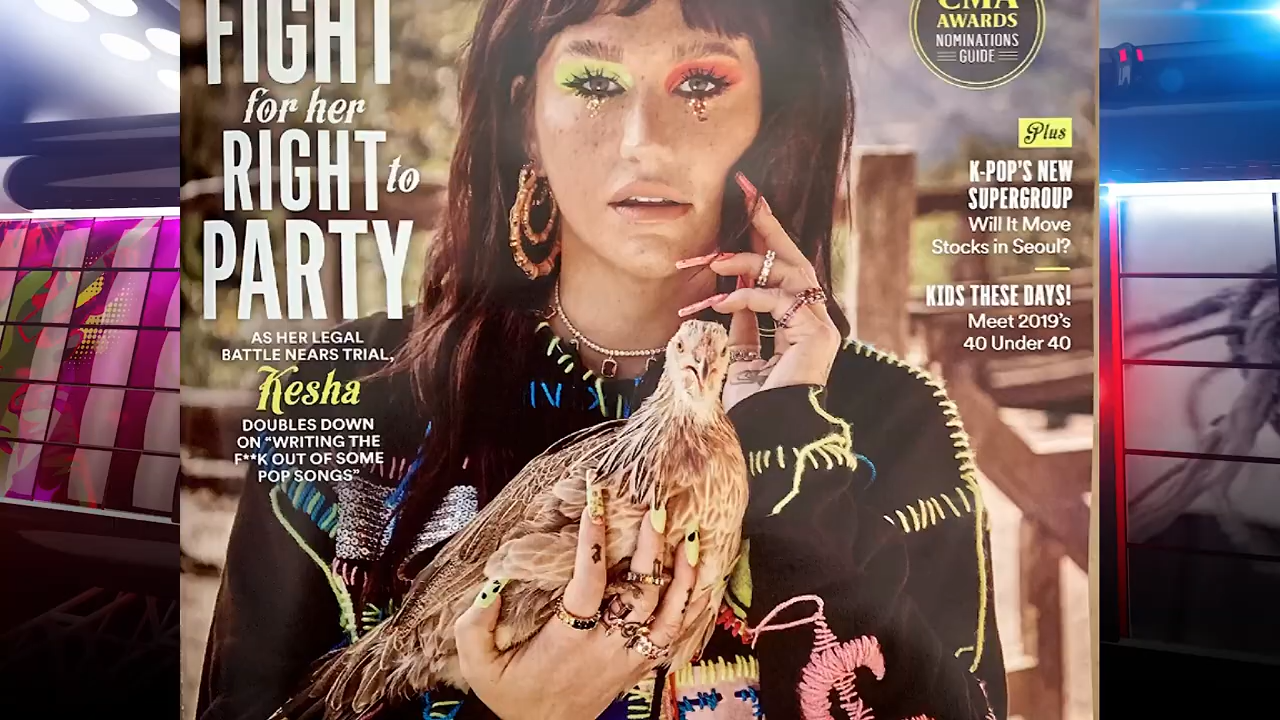 FIGHT
for her
RIGHT to
PARTY
AS HER LEGAL
BATTLE NEARS TRIAL,
Kesha
DOUBLES DOWN
ON “WRITING THE
F**K OUT OF SOME
POP SONGS”
CMA
AWARDS
NOMINATIONS
GUIDE
Plus
K-POP'S NEW
SUPERGROUP
Will It Move
Stocks in Seoul?
KIDS THESE DAYS!
Meet 2019's
40 Under 40